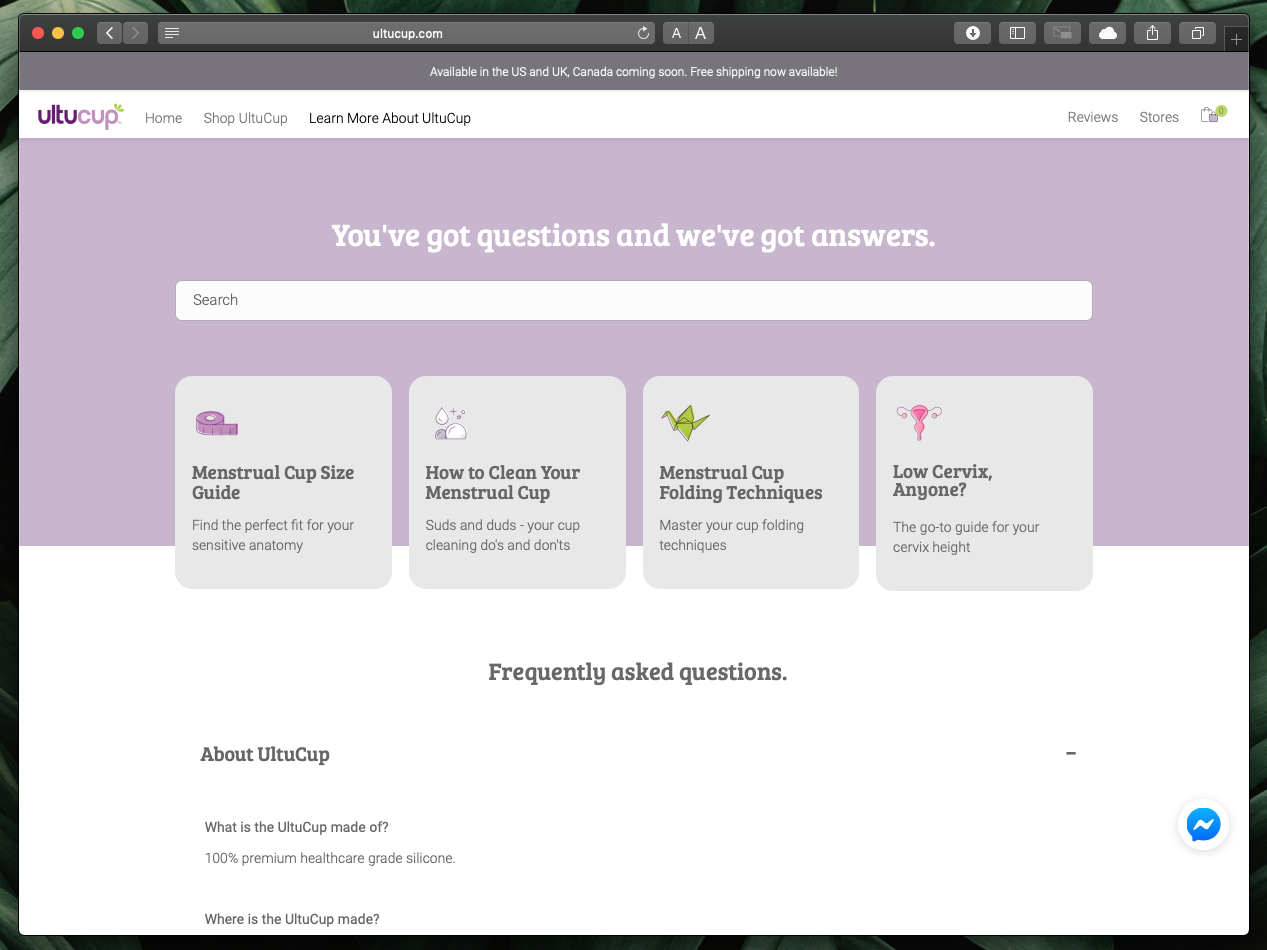 ultucup.com
A A
Available in the US and UK, Canada coming soon. Free shipping now available!
ultucup
Home Shop UltuCup Learn More About UltuCup Reviews Stores 0
You've got questions and we've got answers.
Search
Menstrual Cup Size
Guide
Find the perfect fit for your
sensitive anatomy
How to Clean Your
Menstrual Cup
Suds and duds - your cup
cleaning do's and don'ts
Menstrual Cup
Folding Techniques
Master your cup folding
techniques
Low Cervix,
Anyone?
The go-to guide for your
cervix height
Frequently asked questions.
About UltuCup
What is the UltuCup made of?
100% premium healthcare grade silicone.
Where is the UltuCup made?